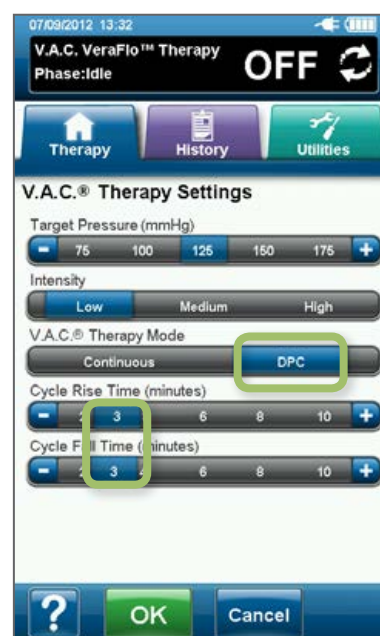 07/09/2012 13:32
V.A.C. VeraFlo™ Therapy
Phase:Idle
OFF
Therapy History Utilities
V.A.C.® Therapy Settings
Target Pressure (mmHg)
- 75 100 125 150 175 +
Intensity
Low Medium High
V.A.C.® Therapy Mode
Continuous DPC
Cycle Rise Time (minutes)
- 3 6 8 10 +
Cycle Time (minutes)
- 3 4 6 8 10 +
? OK Cancel